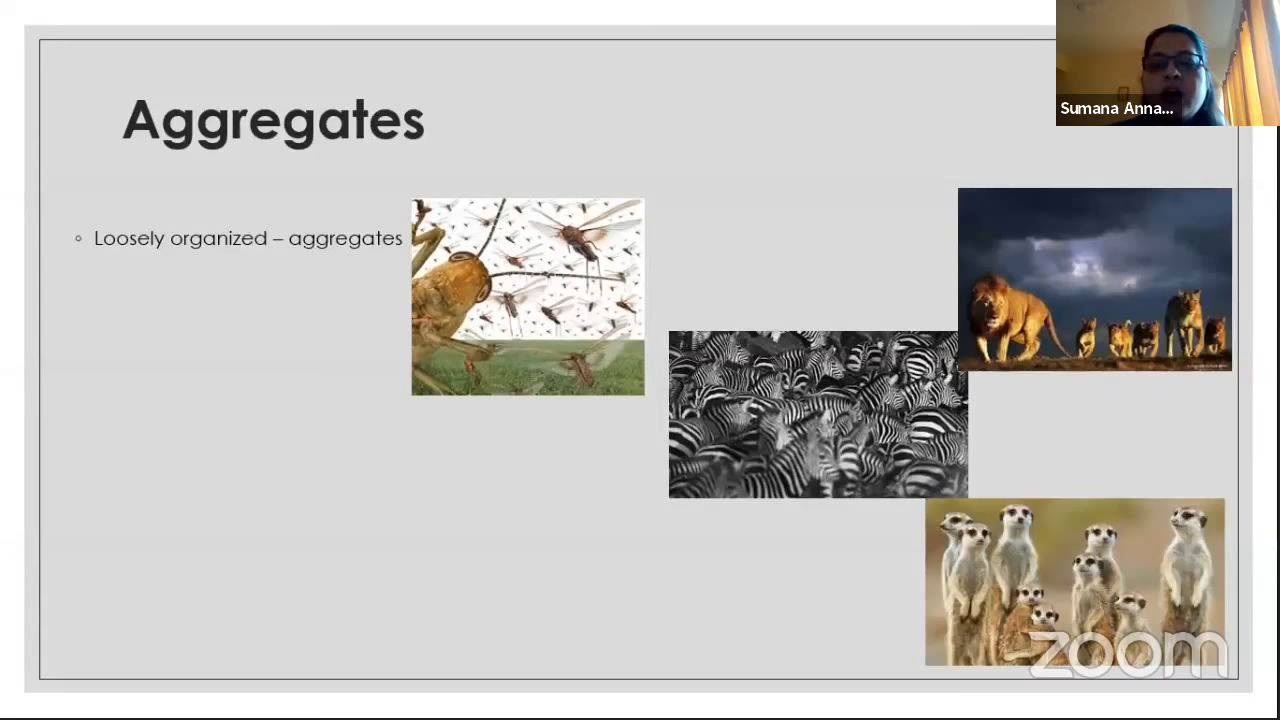 Aggregates
◦ Loosely organized – aggregates
Sumana Anna...
zoom